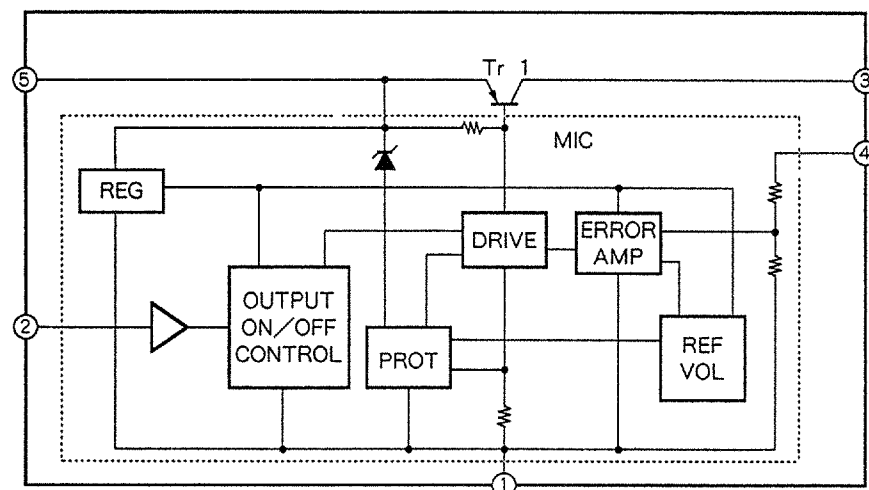 Tr 1
5
3
MIC
4
REG
DRIVE
ERROR
AMP
OUTPUT
ON/OFF
CONTROL
2
PROT
REF
VOL
1